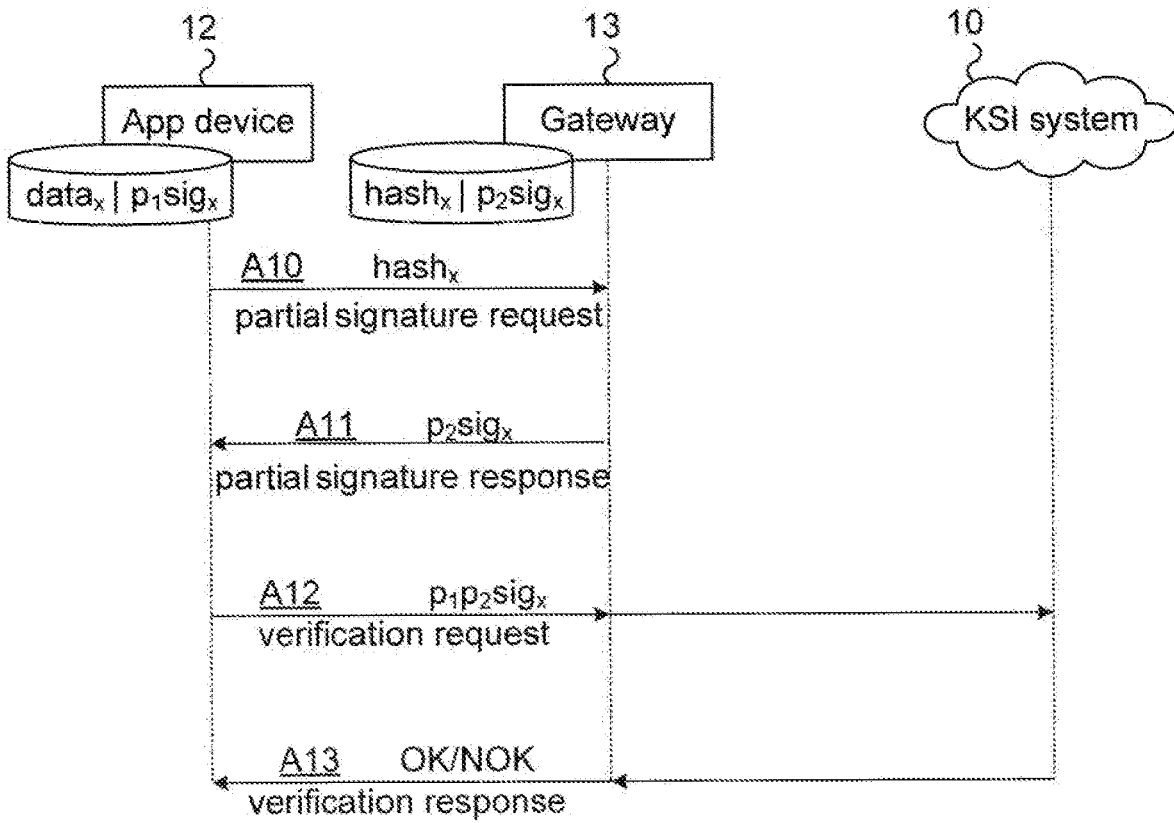 12 13 10
App device Gateway KSI system
dataₓ | p₁sigₓ hashₓ | p₂sigₓ
A10 hashₓ
partial signature request
A11 p₂sigₓ
partial signature response
A12 p₁p₂sigₓ
verification request
A13 OK/NOK
verification response